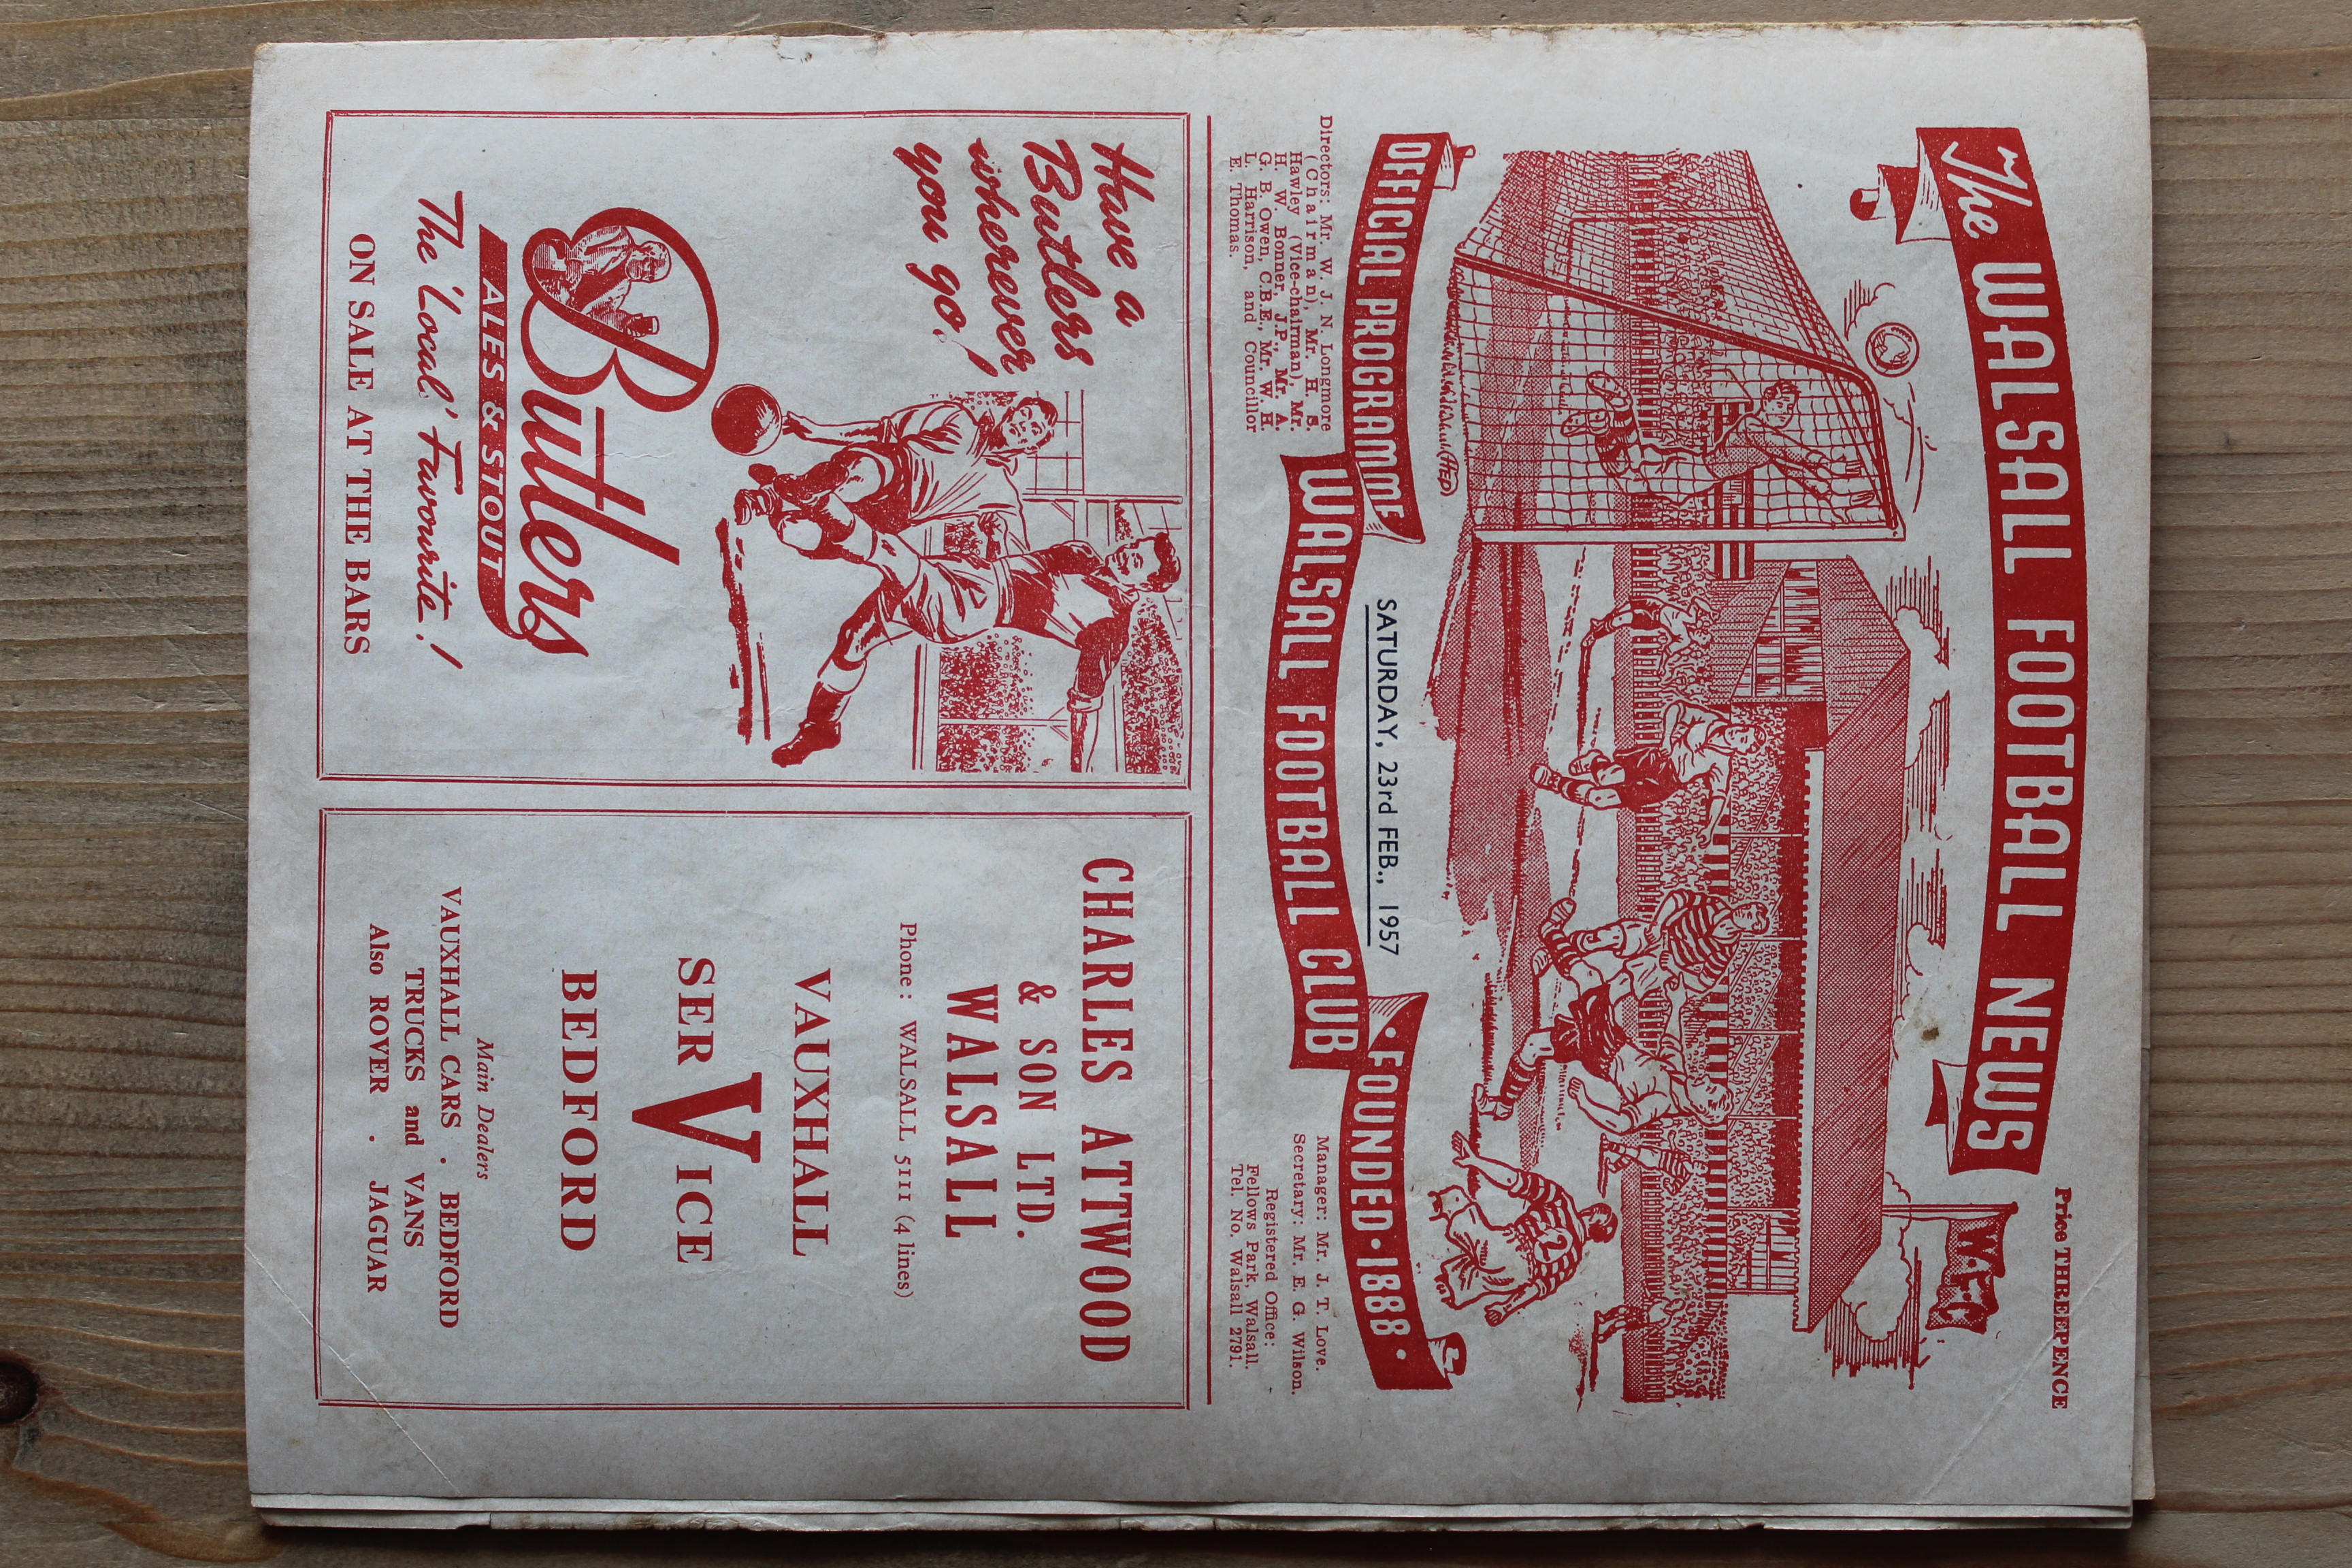 Price THREEPENCE
The WALSALL FOOTBALL NEWS
W.F.C
2
HED
OFFICIAL PROGRAMME
SATURDAY, 23rd FEB., 1957
WALSALL FOOTBALL CLUB
• FOUNDED • 1888 •
Directors: Mr. W. J. N. Longmore
(Chairman), Mr. H. S.
Hawley (Vice-chairman), Mr.
H. W. Bonner, J.P., Mr. A.
G. B. Owen, C.B.E., Mr. W. H.
L. Harrison, and Councillor
E. Thomas.
Manager: Mr. J. T. Love.
Secretary: Mr. E. G. Wilson.
Registered Office:
Fellows Park, Walsall.
Tel. No. Walsall 2791.
Have a
Butlers
wherever
you go!
Butlers
ALES & STOUT
The 'Local' Favourite!
ON SALE AT THE BARS
CHARLES ATTWOOD
& SON LTD.
WALSALL
Phone: WALSALL 5111 (4 lines)
VAUXHALL
SERVICE
BEDFORD
Main Dealers
VAUXHALL CARS . BEDFORD
TRUCKS and VANS
Also ROVER . JAGUAR